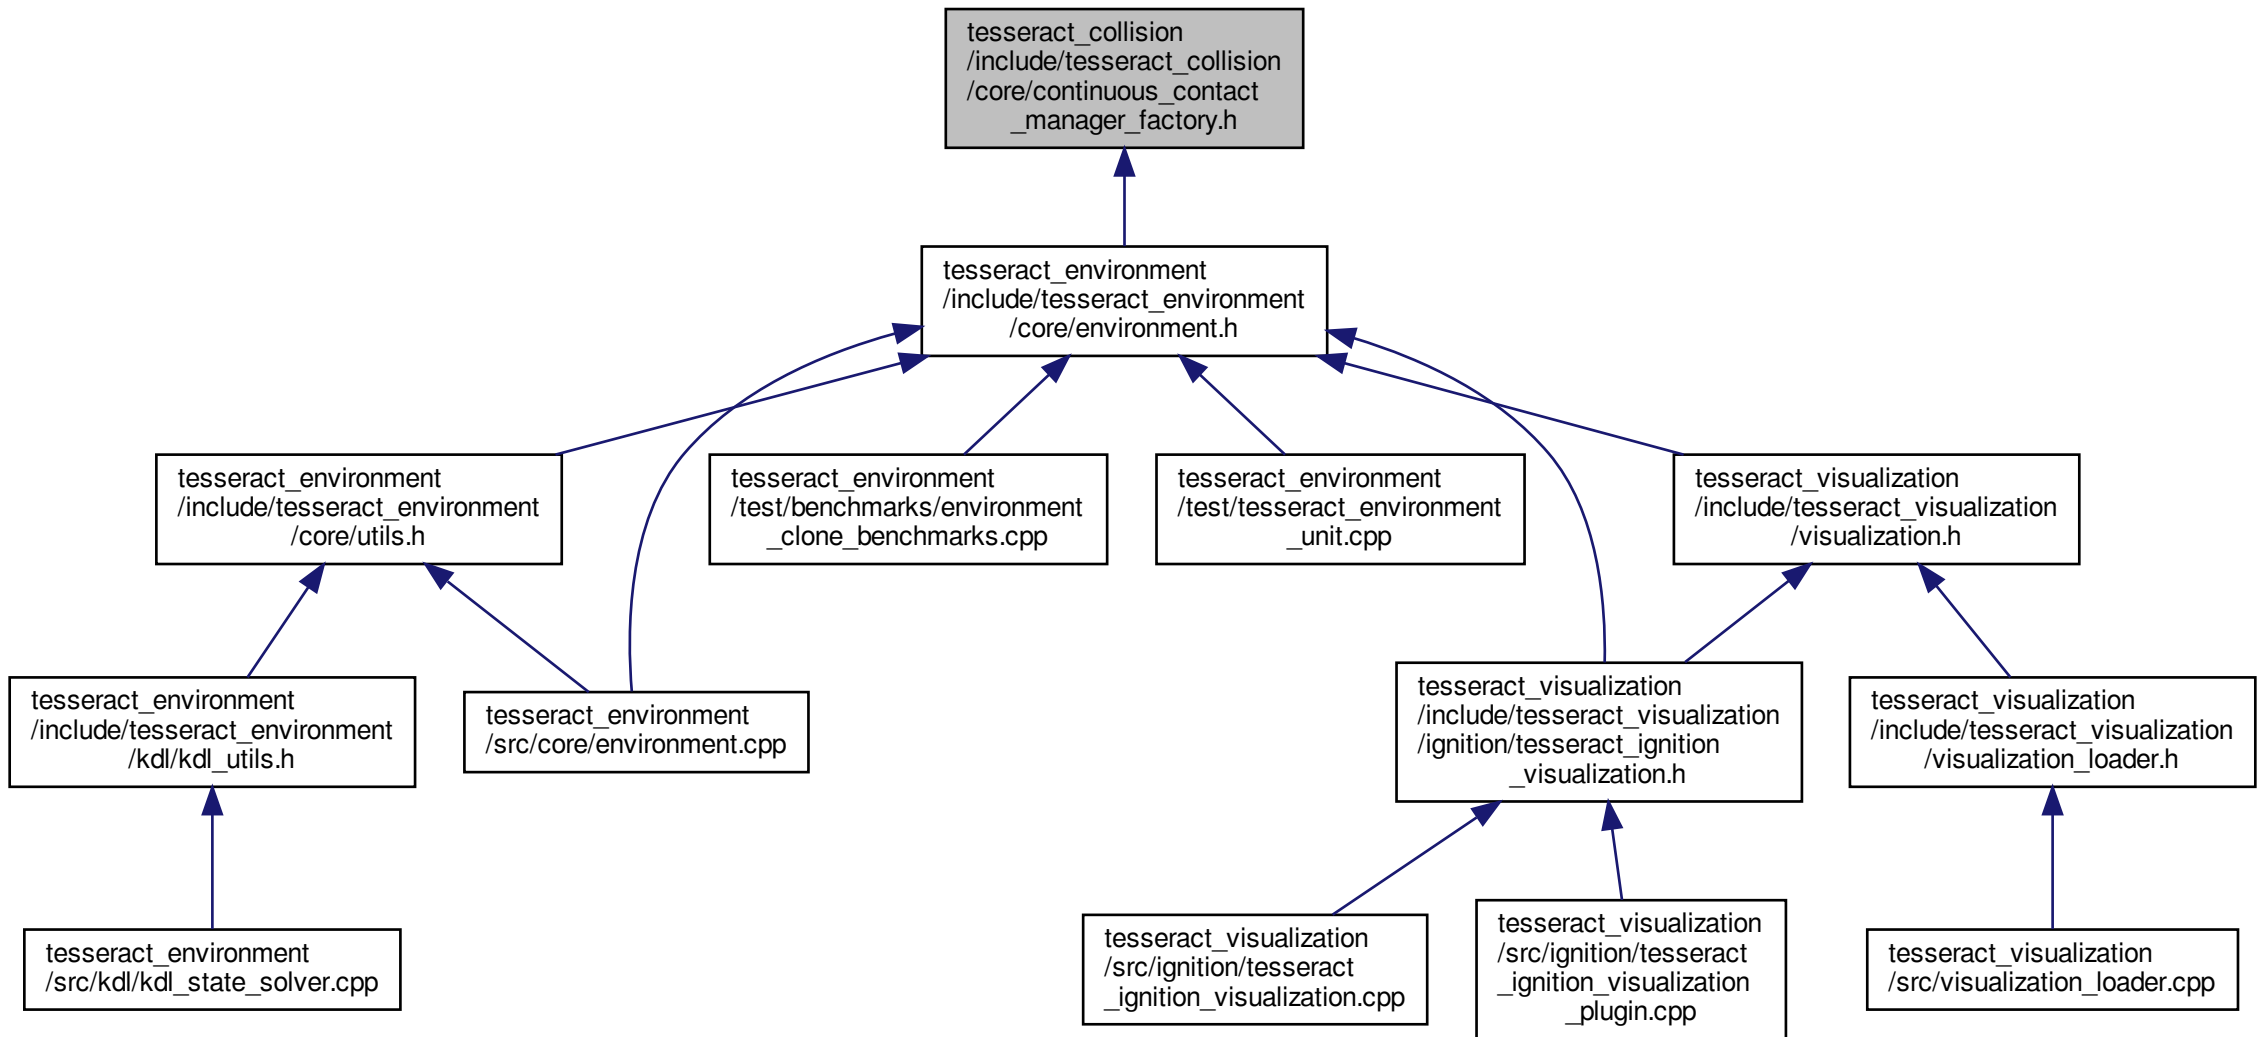 tesseract_collision
/include/tesseract_collision
/core/continuous_contact
_manager_factory.h
tesseract_environment
/include/tesseract_environment
/core/environment.h
tesseract_environment
/include/tesseract_environment
/core/utils.h
tesseract_environment
/test/benchmarks/environment
_clone_benchmarks.cpp
tesseract_environment
/test/tesseract_environment
_unit.cpp
tesseract_visualization
/include/tesseract_visualization
/visualization.h
tesseract_environment
/include/tesseract_environment
/kdl/kdl_utils.h
tesseract_environment
/src/core/environment.cpp
tesseract_visualization
/include/tesseract_visualization
/ignition/tesseract_ignition
_visualization.h
tesseract_visualization
/include/tesseract_visualization
/visualization_loader.h
tesseract_environment
/src/kdl/kdl_state_solver.cpp
tesseract_visualization
/src/ignition/tesseract
_ignition_visualization.cpp
tesseract_visualization
/src/ignition/tesseract
_ignition_visualization
_plugin.cpp
tesseract_visualization
/src/visualization_loader.cpp